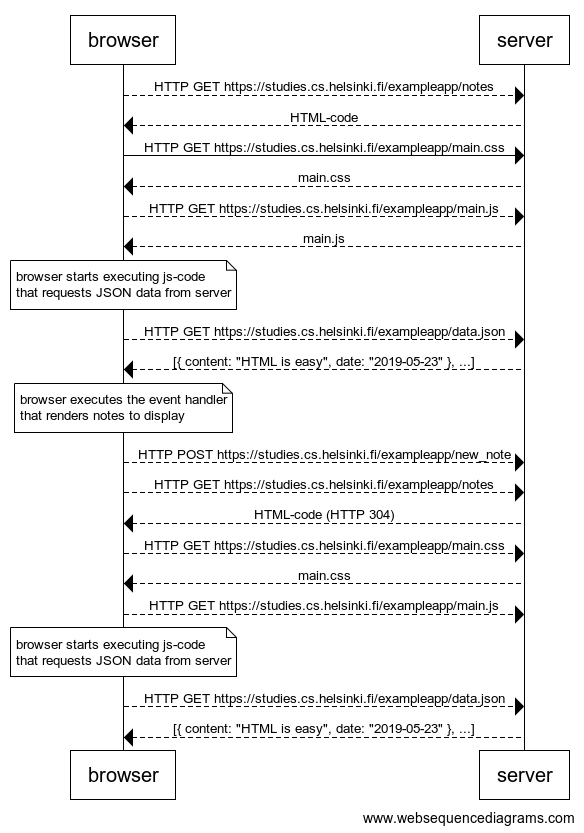 browser
server
HTTP GET https://studies.cs.helsinki.fi/exampleapp/notes
HTML-code
HTTP GET https://studies.cs.helsinki.fi/exampleapp/main.css
main.css
HTTP GET https://studies.cs.helsinki.fi/exampleapp/main.js
main.js
browser starts executing js-code
that requests JSON data from server
HTTP GET https://studies.cs.helsinki.fi/exampleapp/data.json
[{ content: "HTML is easy", date: "2019-05-23" }, ...]
browser executes the event handler
that renders notes to display
HTTP POST https://studies.cs.helsinki.fi/exampleapp/new_note
HTTP GET https://studies.cs.helsinki.fi/exampleapp/notes
HTML-code (HTTP 304)
HTTP GET https://studies.cs.helsinki.fi/exampleapp/main.css
main.css
HTTP GET https://studies.cs.helsinki.fi/exampleapp/main.js
browser starts executing js-code
that requests JSON data from server
HTTP GET https://studies.cs.helsinki.fi/exampleapp/data.json
[{ content: "HTML is easy", date: "2019-05-23" }, ...]
browser
server
www.websequencediagrams.com